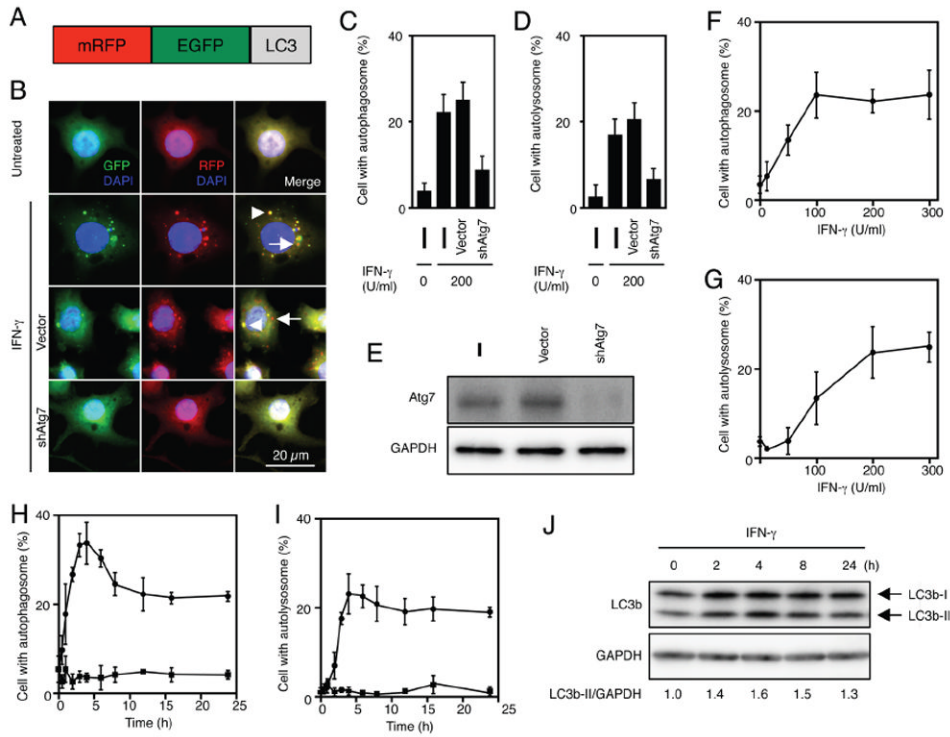 A
mRFP EGFP LC3
B
Untreated
GFP
DAPI
RFP
DAPI
Merge
IFN-γ
Vector
shAtg7
20 µm
C
Cell with autophagosome (%)
40
20
0
Vector
shAtg7
IFN-γ
(U/ml)
0 200
D
Cell with autolysosome (%)
40
20
0
Vector
shAtg7
IFN-γ
(U/ml)
0 200
E
Vector
shAtg7
Atg7
GAPDH
F
Cell with autophagosome (%)
40
20
0
0 100 200 300
IFN-γ (U/ml)
G
Cell with autolysosome (%)
40
20
0
0 100 200 300
IFN-γ (U/ml)
H
Cell with autophagosome (%)
40
20
0
0 5 10 15 20 25
Time (h)
I
Cell with autolysosome (%)
40
20
0
0 5 10 15 20 25
Time (h)
J
IFN-γ
0 2 4 8 24 (h)
LC3b
LC3b-I
LC3b-II
GAPDH
LC3b-II/GAPDH 1.0 1.4 1.6 1.5 1.3